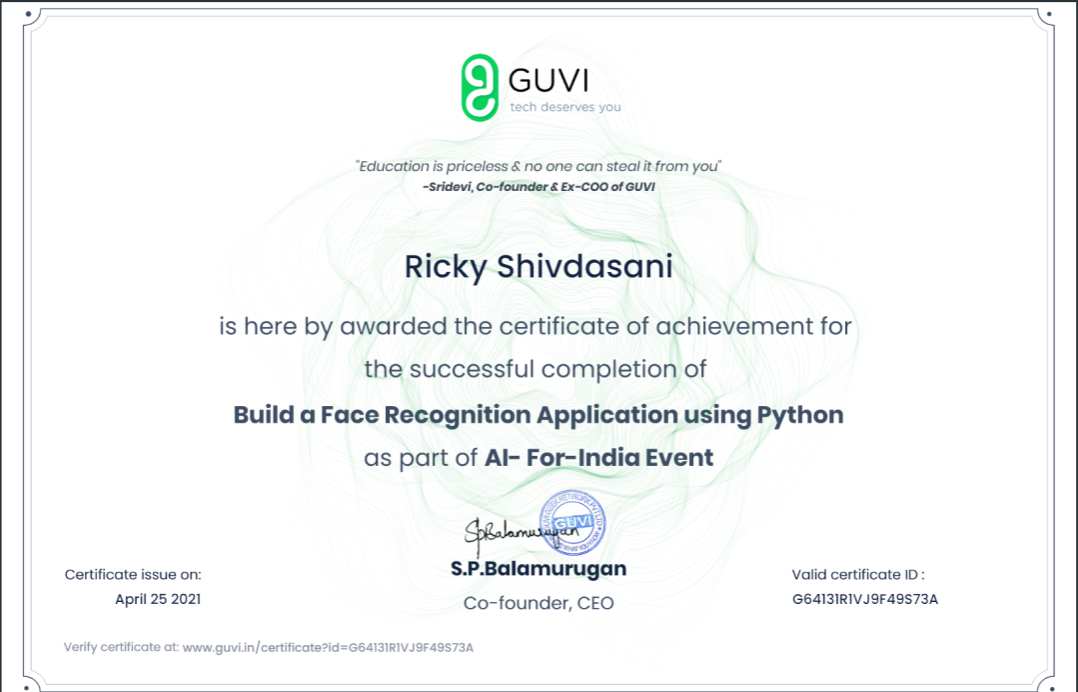 GUVI
tech deserves you
"Education is priceless & no one can steal it from you"
-Sridevi, Co-founder & Ex-COO of GUVI
Ricky Shivdasani
is here by awarded the certificate of achievement for
the successful completion of
Build a Face Recognition Application using Python
as part of AI- For-India Event
SpBalamurugan
GUVI
S.P.Balamurugan
Co-founder, CEO
Certificate issue on:
April 25 2021
Valid certificate ID :
G64131R1VJ9F49S73A
Verify certificate at: www.guvi.in/certificate?id=G64131R1VJ9F49S73A